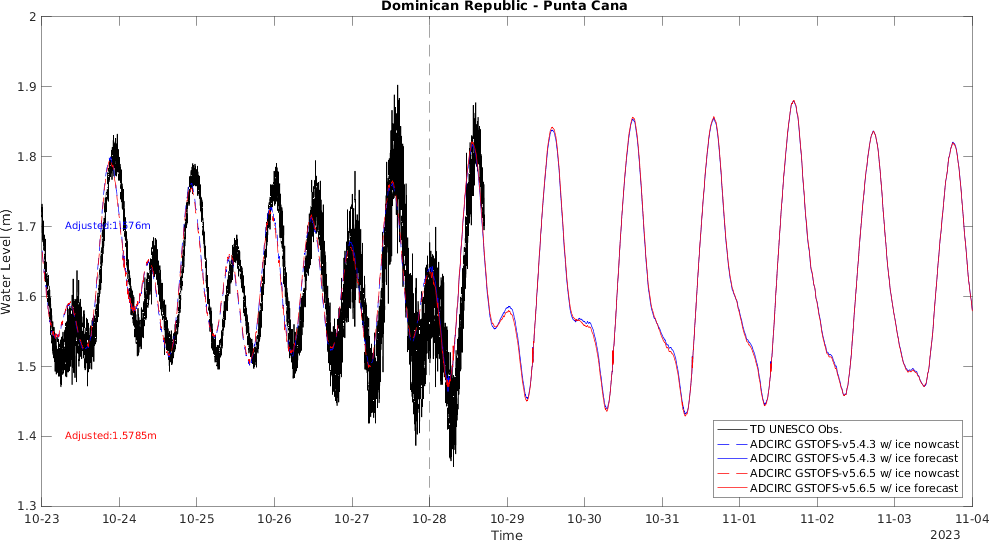 Dominican Republic - Punta Cana
Water Level (m)
2
1.9
1.8
1.7
1.6
1.5
1.4
1.3
Adjusted:1.576m
Adjusted:1.5785m
TD UNESCO Obs.
ADCIRC GSTOFS-v5.4.3 w/ ice nowcast
ADCIRC GSTOFS-v5.4.3 w/ ice forecast
ADCIRC GSTOFS-v5.6.5 w/ ice nowcast
ADCIRC GSTOFS-v5.6.5 w/ ice forecast
10-23 10-24 10-25 10-26 10-27 10-28 10-29 10-30 10-31 11-01 11-02 11-03 11-04
Time
2023